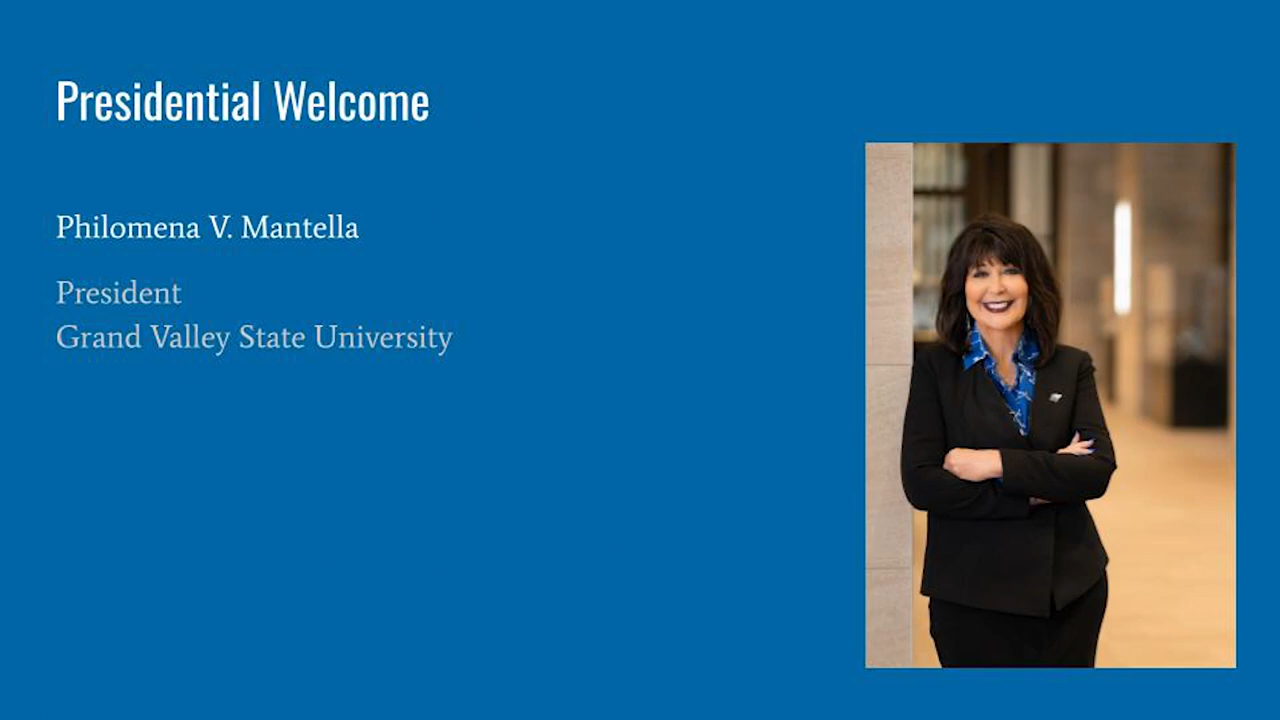 Presidential Welcome
Philomena V. Mantella
President
Grand Valley State University